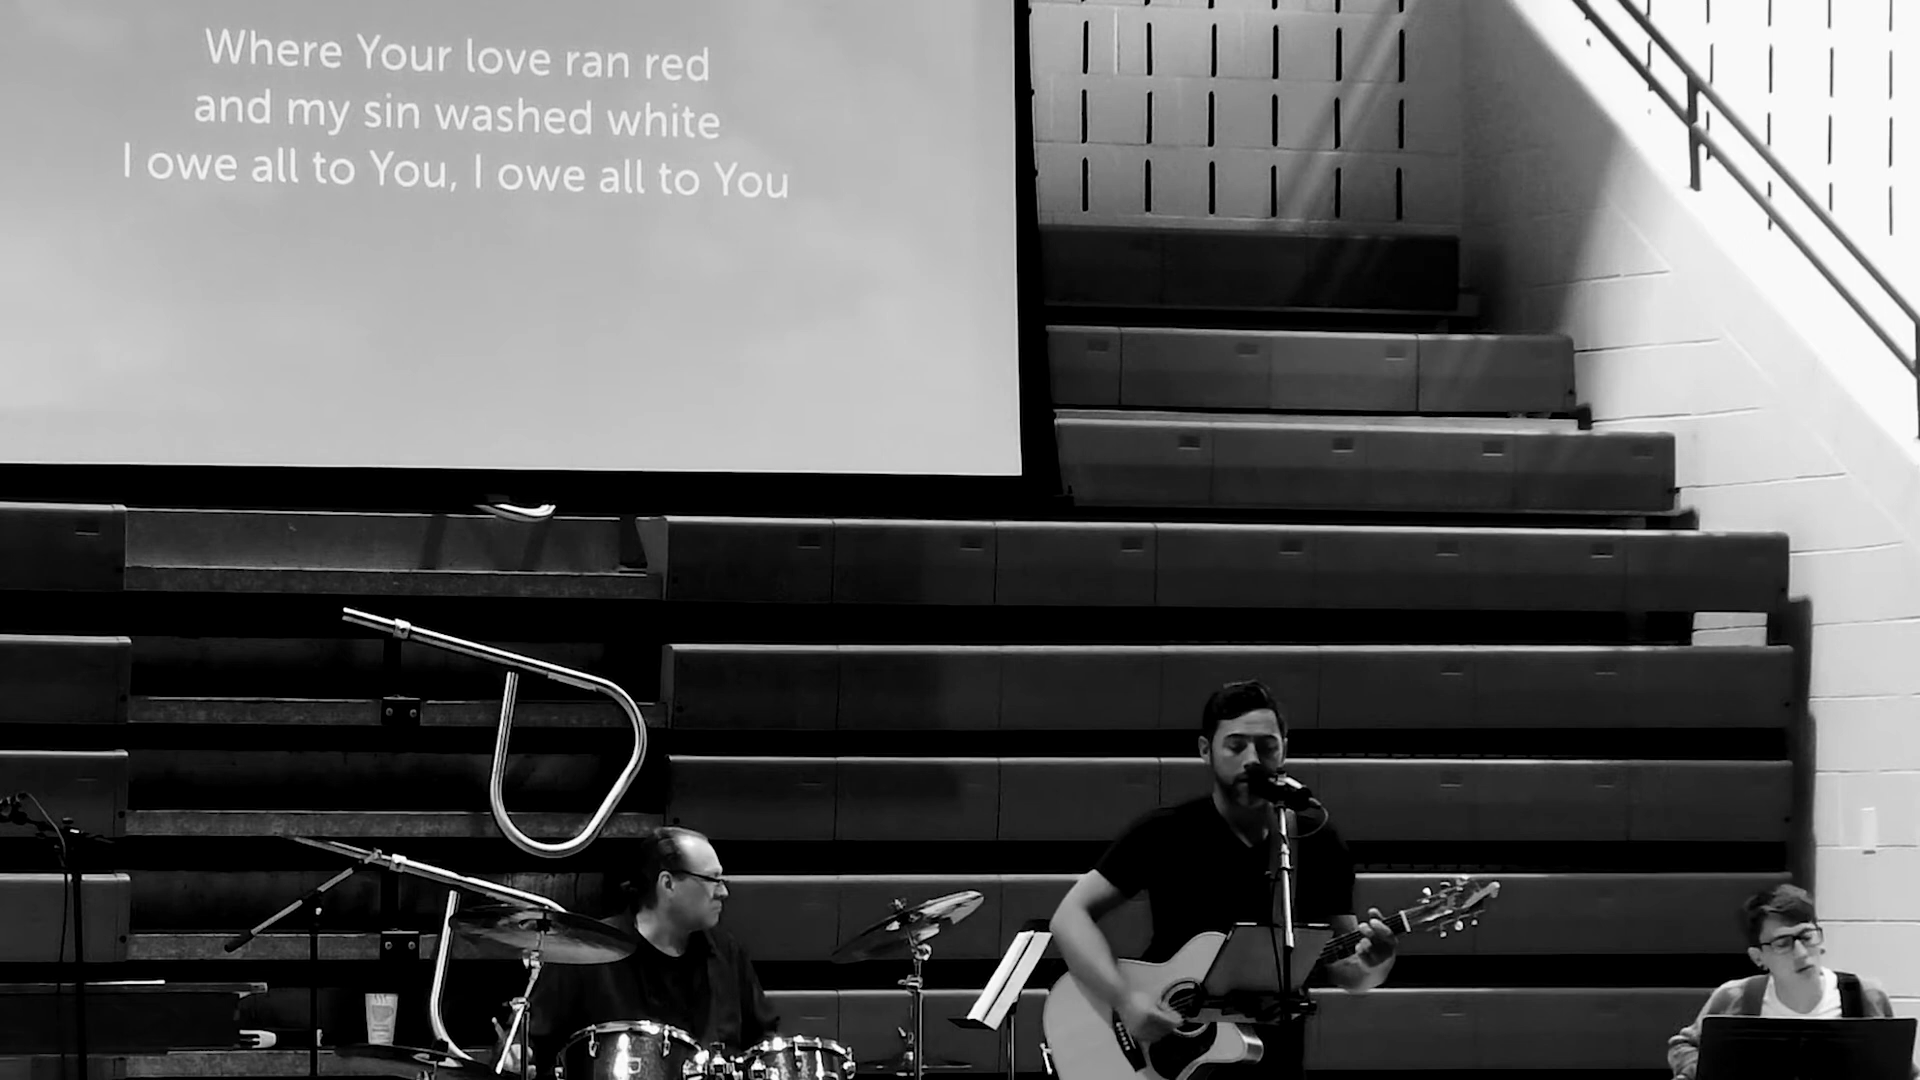 Where Your love ran red
and my sin washed white
I owe all to You, I owe all to You